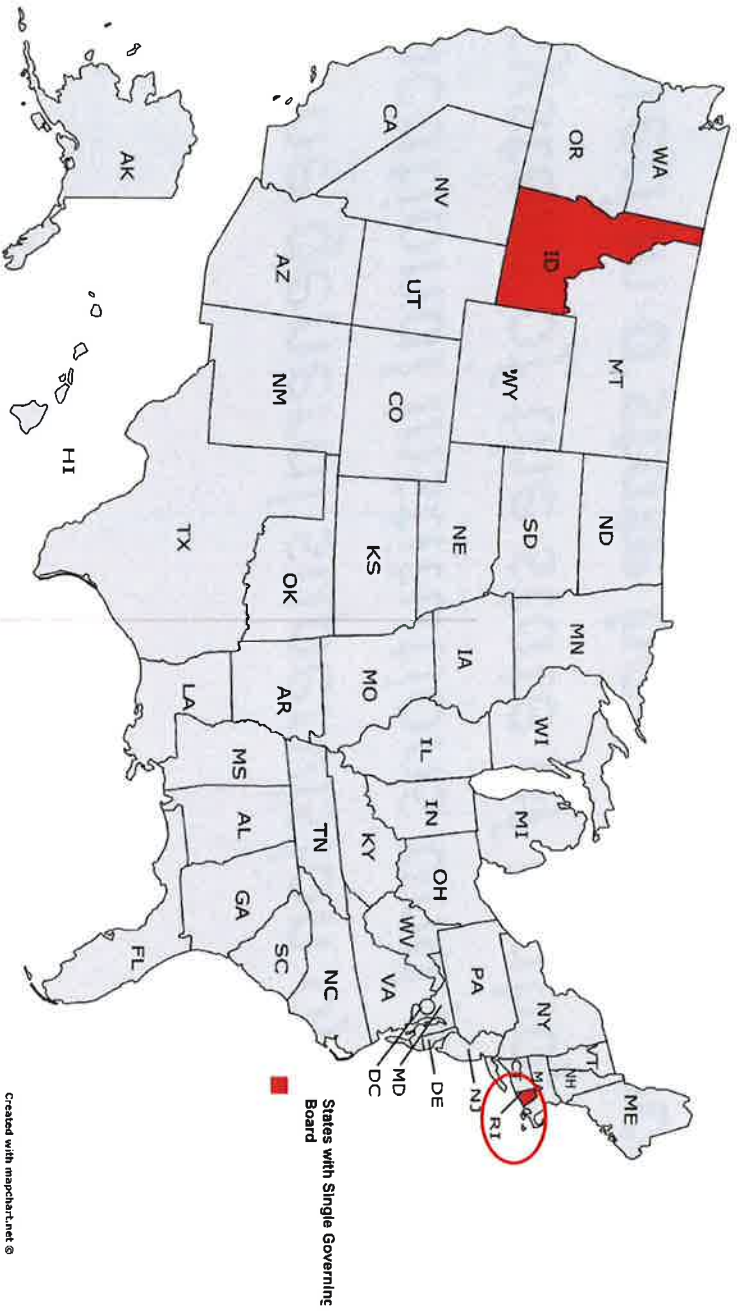 WA
MT
ND
MN
ME
VT
NH
OR
ID
WY
SD
WI
MI
NY
MA
CT
RI
NV
UT
NE
IA
IL
IN
OH
PA
NJ
CA
CO
KS
MO
KY
WV
VA
DE
MD
DC
AZ
NM
OK
AR
TN
NC
SC
TX
LA
MS
AL
GA
FL
AK
HI
States with Single Governing
Board
Created with mapchart.net ©